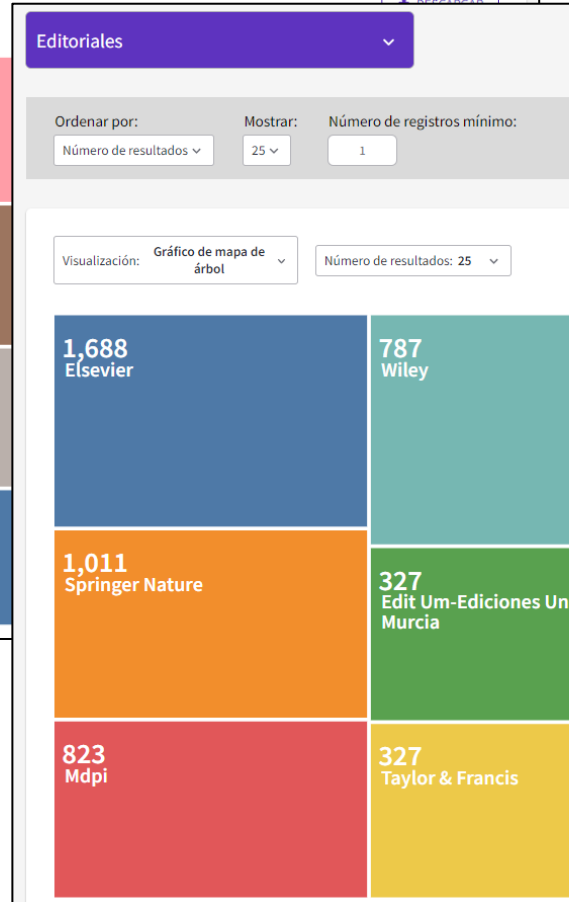 DESCARGAR
Editoriales
Ordenar por:
Mostrar:
Número de registros mínimo:
Número de resultados
25
1
Visualización:
Gráfico de mapa de
árbol
Número de resultados: 25
1,688
Elsevier
787
Wiley
1,011
Springer Nature
327
Edit Um-Ediciones Un
Murcia
823
Mdpi
327
Taylor & Francis